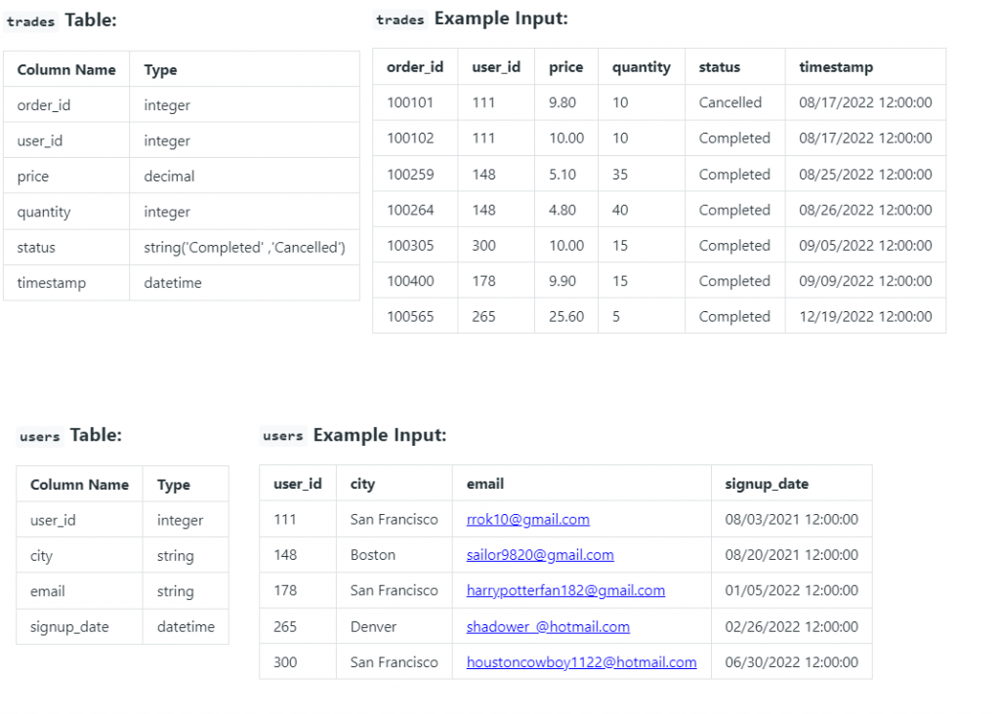 trades Table:
Column Name Type
order_id integer
user_id integer
price decimal
quantity integer
status string('Completed' ,'Cancelled')
timestamp datetime
trades Example Input:
order_id user_id price quantity status timestamp
100101 111 9.80 10 Cancelled 08/17/2022 12:00:00
100102 111 10.00 10 Completed 08/17/2022 12:00:00
100259 148 5.10 35 Completed 08/25/2022 12:00:00
100264 148 4.80 40 Completed 08/26/2022 12:00:00
100305 300 10.00 15 Completed 09/05/2022 12:00:00
100400 178 9.90 15 Completed 09/09/2022 12:00:00
100565 265 25.60 5 Completed 12/19/2022 12:00:00
users Table:
Column Name Type
user_id integer
city string
email string
signup_date datetime
users Example Input:
user_id city email signup_date
111 San Francisco rrok10@gmail.com 08/03/2021 12:00:00
148 Boston sailor9820@gmail.com 08/20/2021 12:00:00
178 San Francisco harrypotterfan182@gmail.com 01/05/2022 12:00:00
265 Denver shadower_@hotmail.com 02/26/2022 12:00:00
300 San Francisco houstoncowboy1122@hotmail.com 06/30/2022 12:00:00